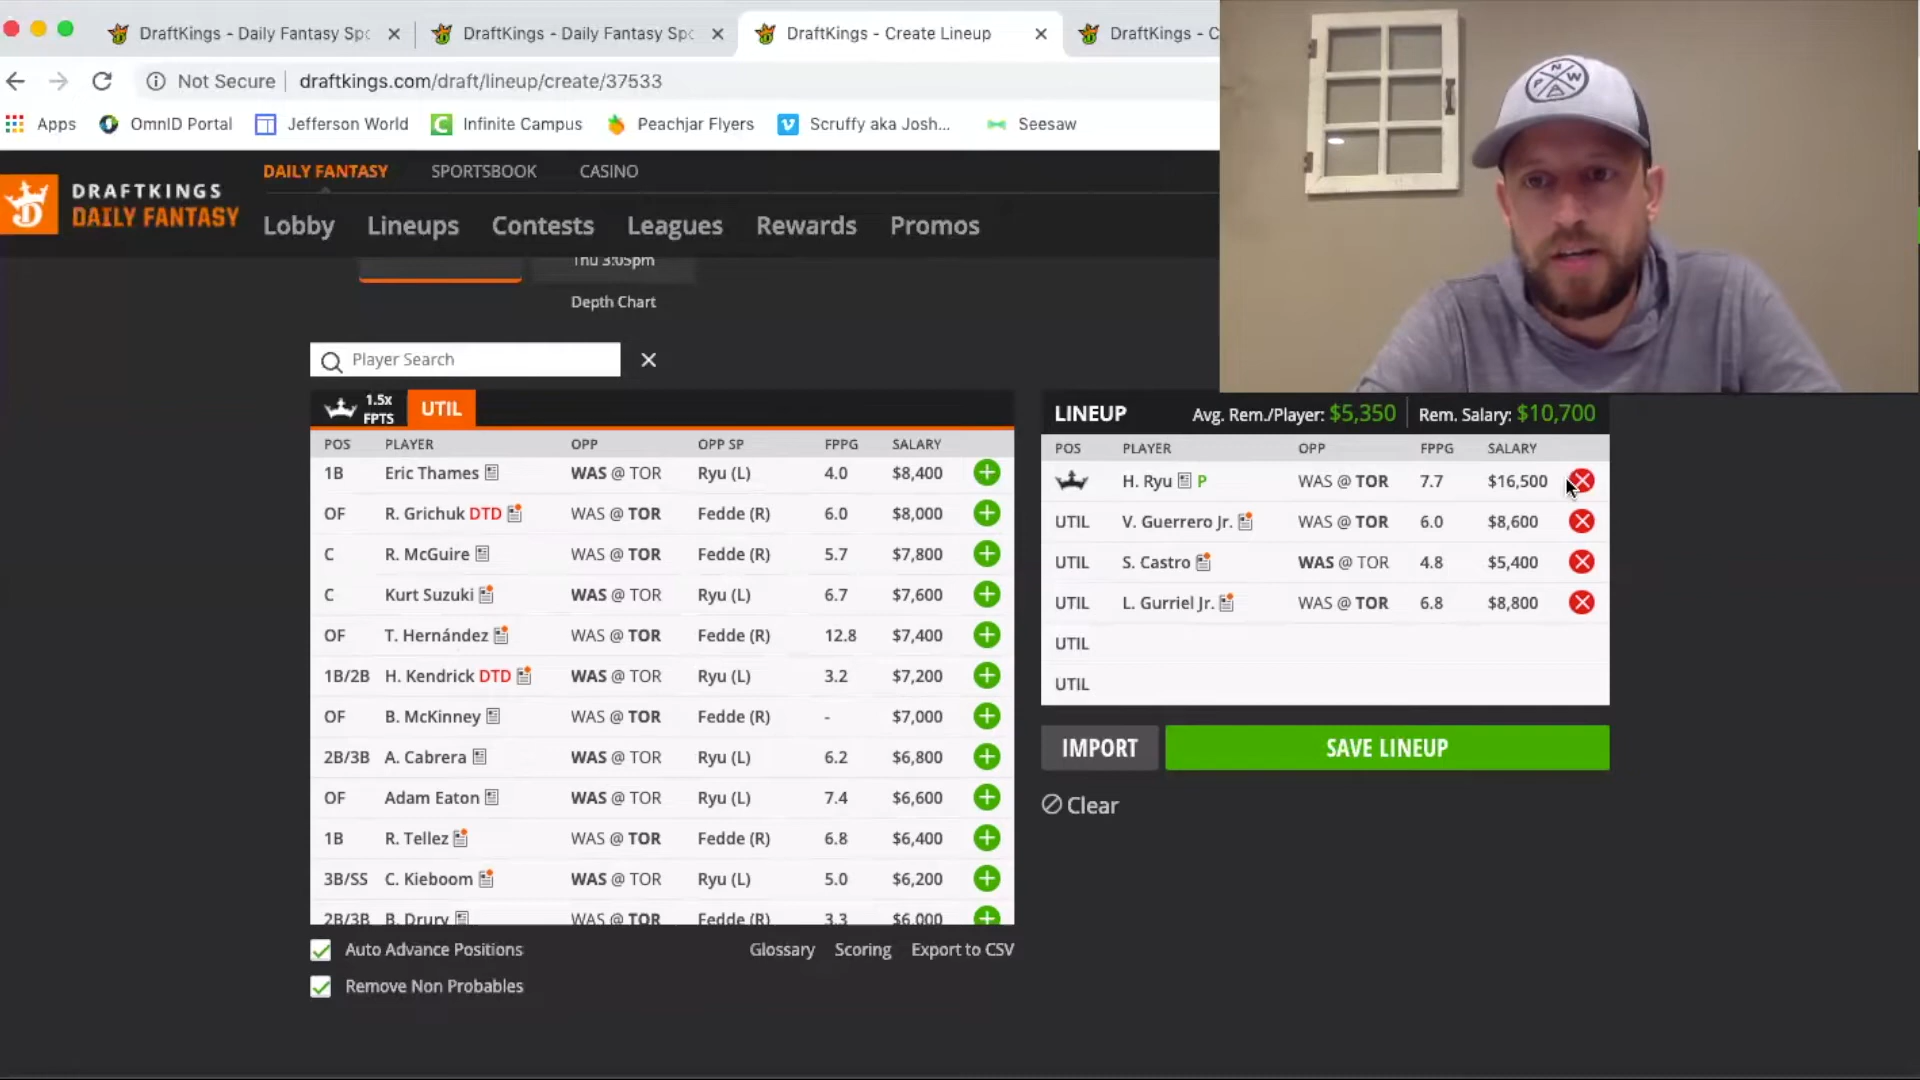 DraftKings - Daily Fantasy Spo
DraftKings - Daily Fantasy Spo
DraftKings - Create Lineup
DraftKings - C
Not Secure
draftkings.com/draft/lineup/create/37533
Apps
OmnID Portal
Jefferson World
Infinite Campus
Peachjar Flyers
Scruffy aka Josh...
Seesaw
DRAFTKINGS
DAILY FANTASY
DAILY FANTASY
SPORTSBOOK
CASINO
Lobby
Lineups
Contests
Leagues
Rewards
Promos
Thu 3:05pm
Depth Chart
Player Search
1.5x FPTS
UTIL
POS PLAYER OPP OPP SP FPPG SALARY
1B Eric Thames WAS @ TOR Ryu (L) 4.0 $8,400
OF R. Grichuk DTD WAS @ TOR Fedde (R) 6.0 $8,000
C R. McGuire WAS @ TOR Fedde (R) 5.7 $7,800
C Kurt Suzuki WAS @ TOR Ryu (L) 6.7 $7,600
OF T. Hernández WAS @ TOR Fedde (R) 12.8 $7,400
1B/2B H. Kendrick DTD WAS @ TOR Ryu (L) 3.2 $7,200
OF B. McKinney WAS @ TOR Fedde (R) - $7,000
2B/3B A. Cabrera WAS @ TOR Ryu (L) 6.2 $6,800
OF Adam Eaton WAS @ TOR Ryu (L) 7.4 $6,600
1B R. Tellez WAS @ TOR Fedde (R) 6.8 $6,400
3B/SS C. Kieboom WAS @ TOR Ryu (L) 5.0 $6,200
2B/3B B. Drury WAS @ TOR Fedde (R) 3.3 $6,000
Auto Advance Positions
Glossary Scoring Export to CSV
Remove Non Probables
LINEUP Avg. Rem./Player: $5,350 Rem. Salary: $10,700
POS PLAYER OPP FPPG SALARY
H. Ryu P WAS @ TOR 7.7 $16,500
UTIL V. Guerrero Jr. WAS @ TOR 6.0 $8,600
UTIL S. Castro WAS @ TOR 4.8 $5,400
UTIL L. Gurriel Jr. WAS @ TOR 6.8 $8,800
UTIL
UTIL
IMPORT
SAVE LINEUP
Clear
P N W A